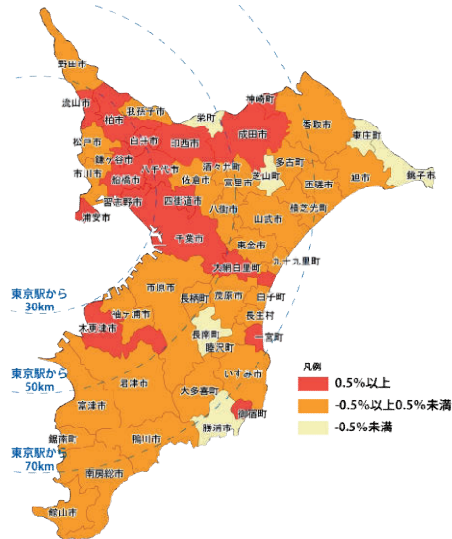 野田市
流山市
柏市
我孫子市
栄町
神崎町
成田市
香取市
東庄町
銚子市
松戸市
白井市
印西市
鎌ケ谷市
八千代市
酒々井町
多古町
芝山町
市川市
船橋市
佐倉市
富里市
匝瑳市
旭市
習志野市
四街道市
八街市
横芝光町
浦安市
山武市
千葉市
東金市
大網白里町
九十九里町
東京駅から
30km
市原市
長柄町
茂原市
白子町
袖ヶ浦市
木更津市
長生村
長南町
睦沢町
一宮町
東京駅から
50km
君津市
いすみ市
大多喜町
富津市
御宿町
勝浦市
東京駅から
70km
鋸南町
鴨川市
南房総市
館山市
凡例
0.5%以上
-0.5%以上0.5%未満
-0.5%未満